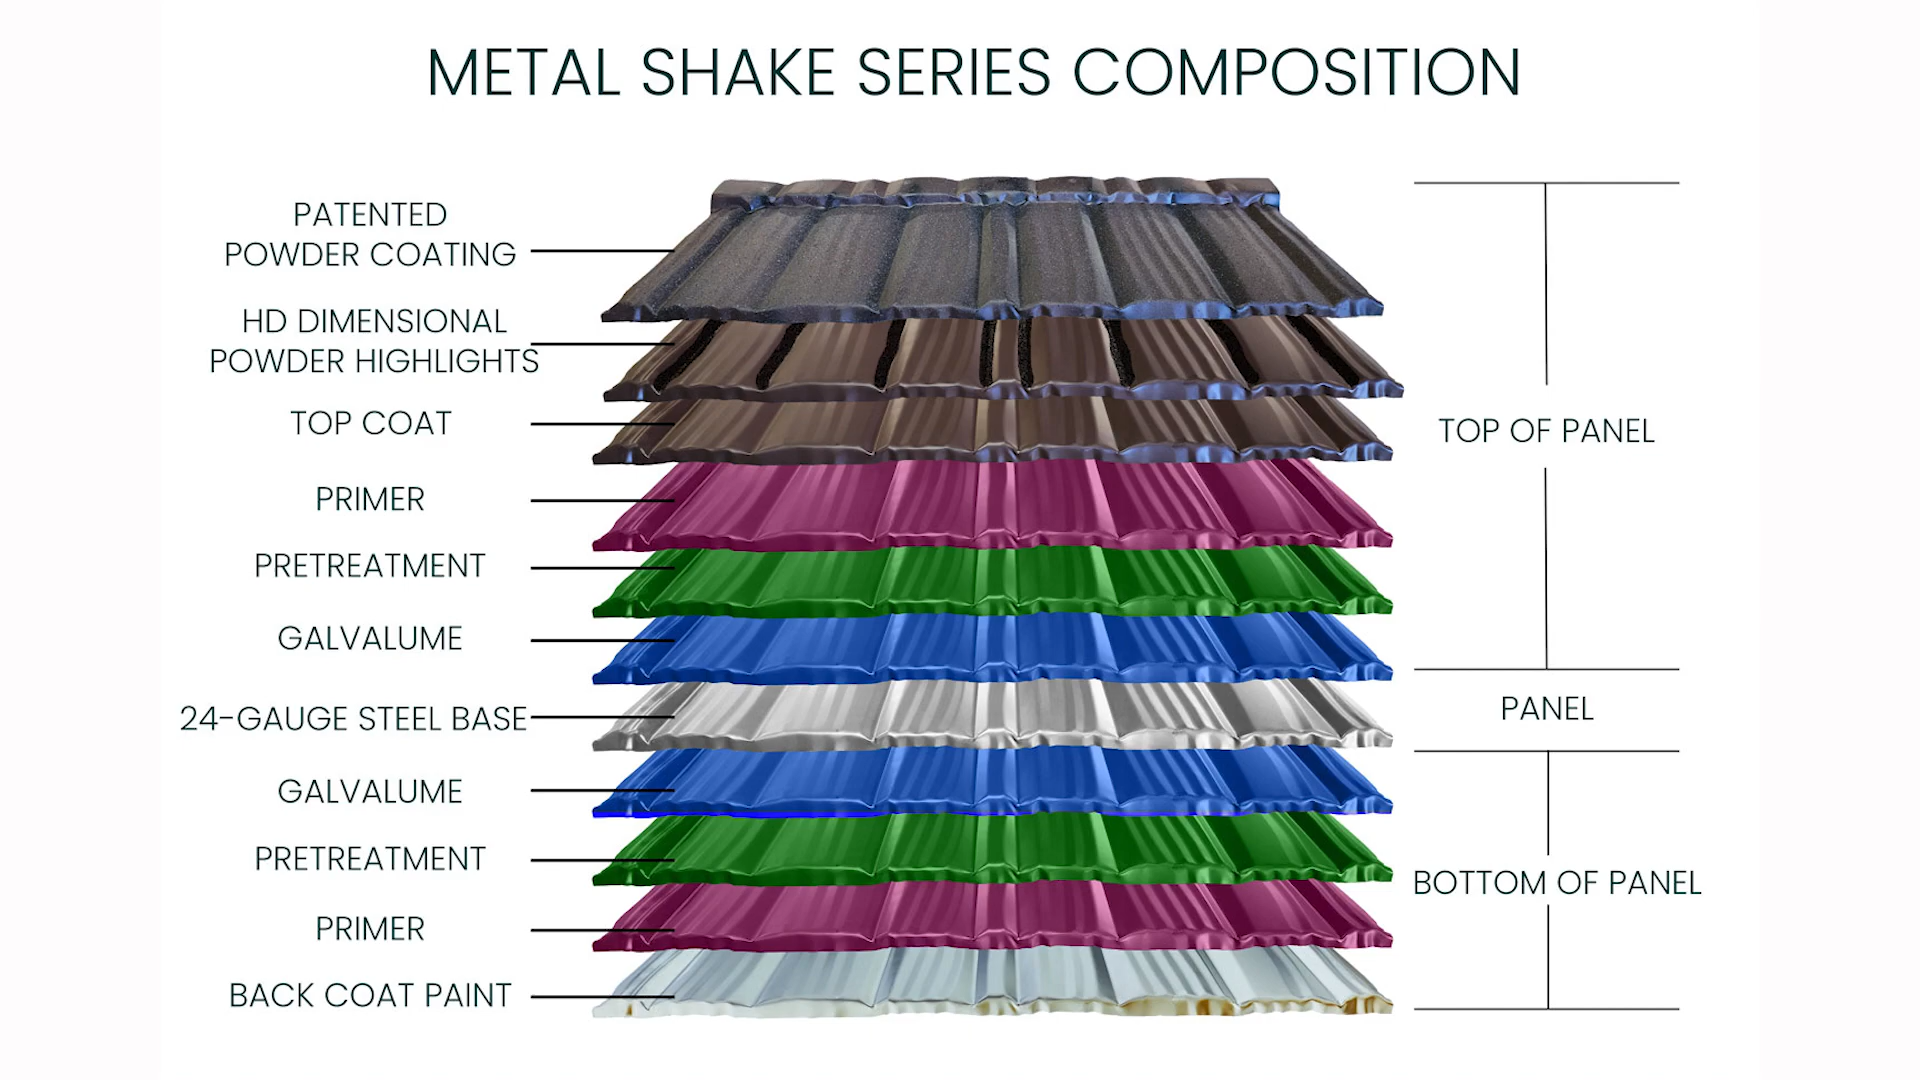 METAL SHAKE SERIES COMPOSITION
PATENTED
POWDER COATING
HD DIMENSIONAL
POWDER HIGHLIGHTS
TOP COAT
PRIMER
PRETREATMENT
GALVALUME
24-GAUGE STEEL BASE
GALVALUME
PRETREATMENT
PRIMER
BACK COAT PAINT
TOP OF PANEL
PANEL
BOTTOM OF PANEL